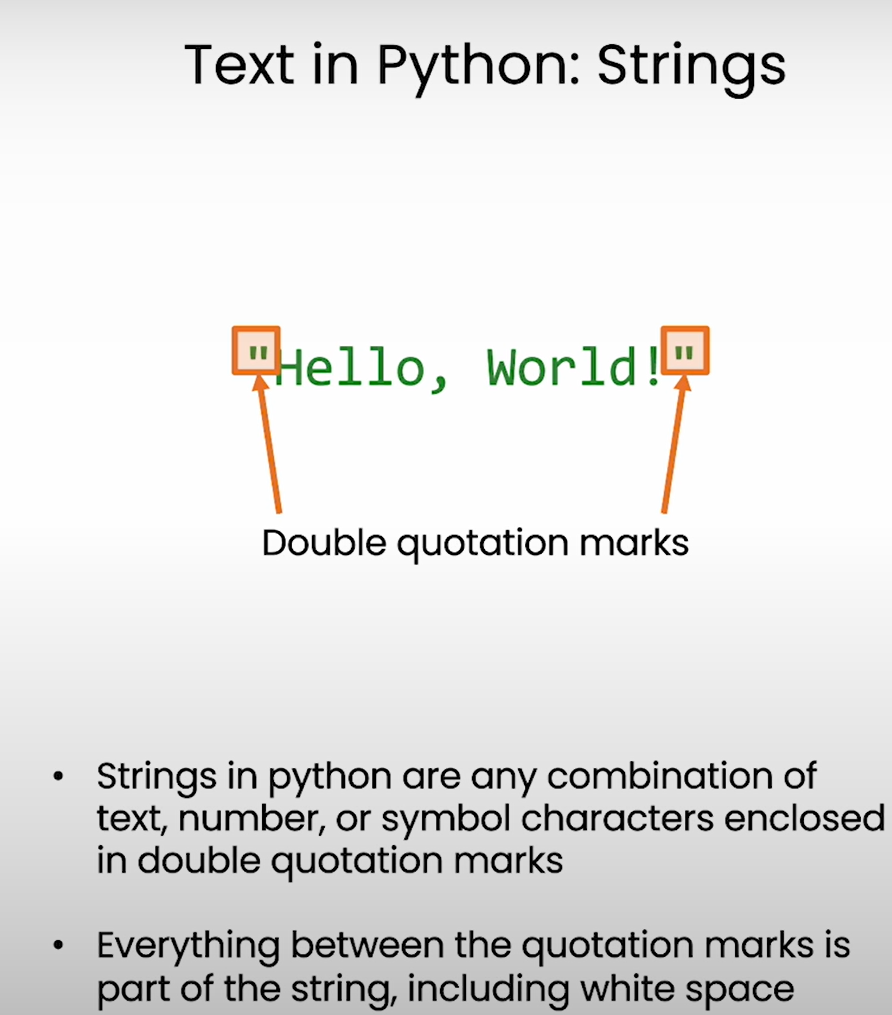 Text in Python: Strings
"Hello, World!"
Double quotation marks
• Strings in python are any combination of
text, number, or symbol characters enclosed
in double quotation marks
• Everything between the quotation marks is
part of the string, including white space